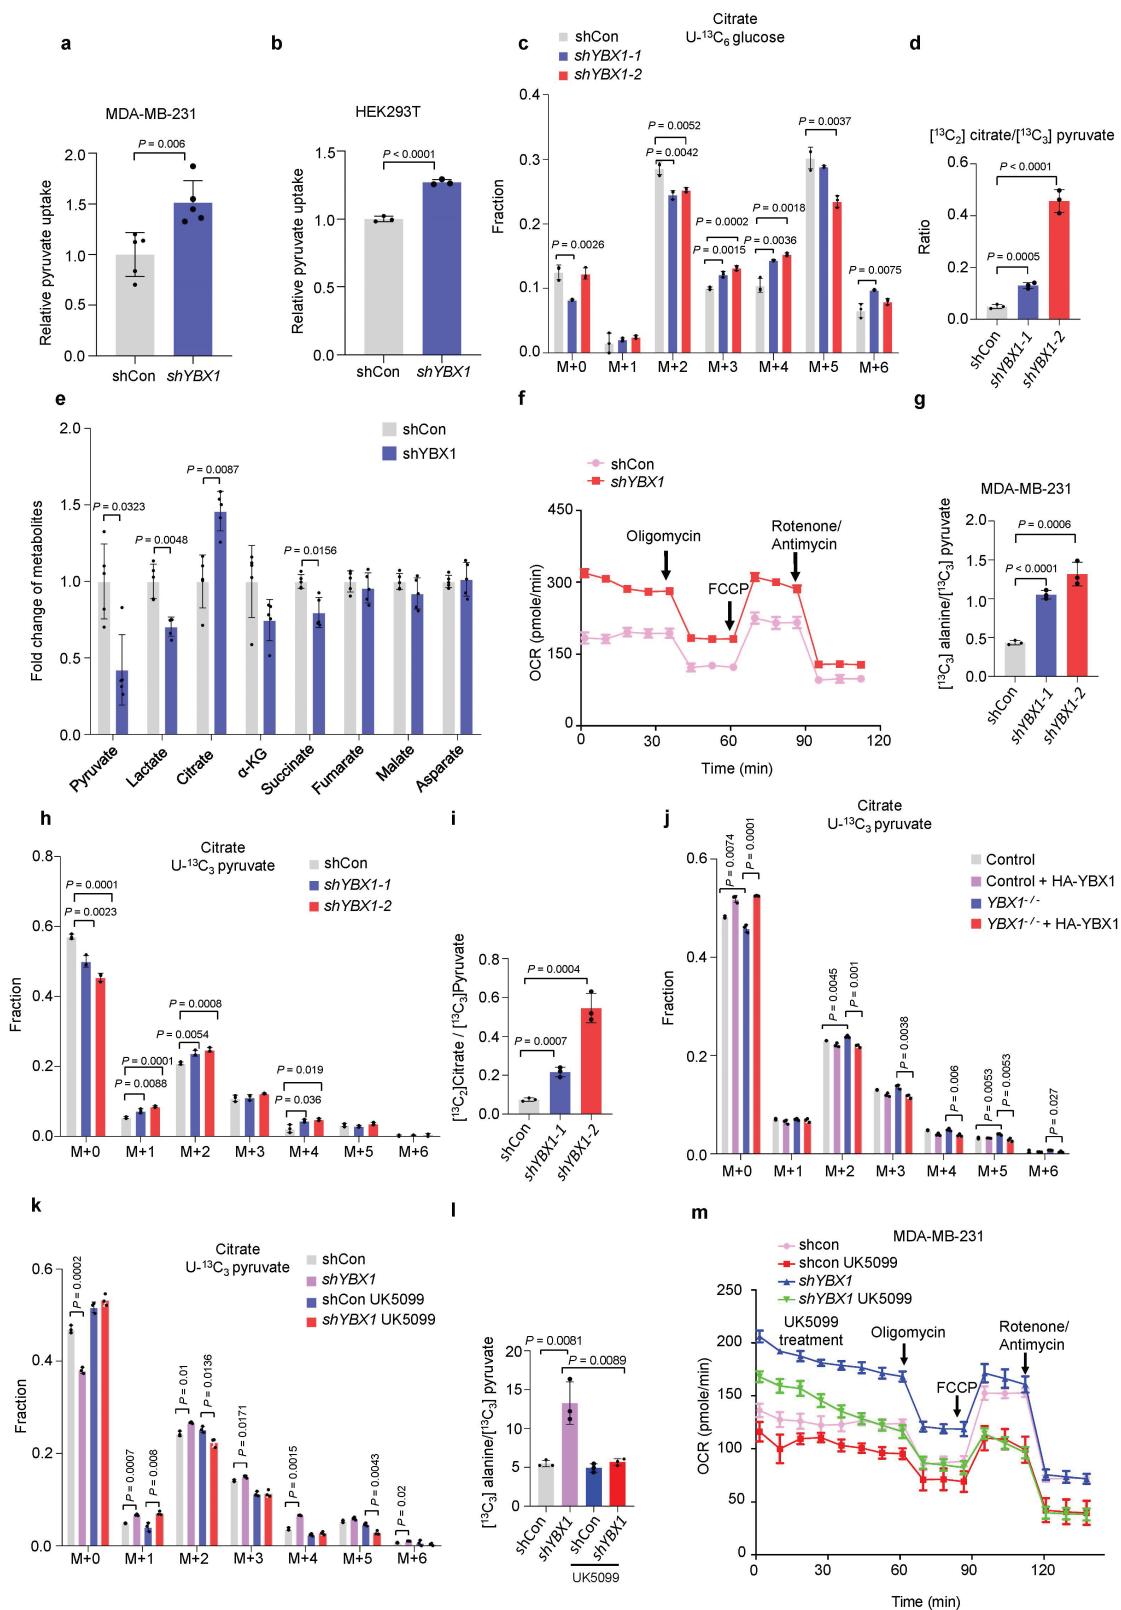 a
MDA-MB-231
P = 0.006
Relative pyruvate uptake
2.0
1.5
1.0
0.5
0.0
shCon
shYBX1
b
HEK293T
P < 0.0001
Relative pyruvate uptake
1.5
1.0
0.5
0.0
shCon
shYBX1
c
Citrate
U-¹³C₆ glucose
shCon
shYBX1-1
shYBX1-2
Fraction
0.4
0.3
0.2
0.1
0.0
P = 0.0026
P = 0.0052
P = 0.0042
P = 0.0002
P = 0.0015
P = 0.0018
P = 0.0036
P = 0.0037
P = 0.0075
M+0 M+1 M+2 M+3 M+4 M+5 M+6
d
[¹³C₂] citrate/[¹³C₃] pyruvate
Ratio
0.6
0.4
0.2
0.0
P < 0.0001
P = 0.0005
shCon
shYBX1-1
shYBX1-2
e
shCon
shYBX1
Fold change of metabolites
2.0
1.5
1.0
0.5
0.0
P = 0.0323
P = 0.0048
P = 0.0087
P = 0.0156
Pyruvate
Lactate
Citrate
α-KG
Succinate
Fumarate
Malate
Asparate
f
shCon
shYBX1
OCR (pmole/min)
450
300
150
0
Oligomycin
FCCP
Rotenone/
Antimycin
0 30 60 90 120
Time (min)
g
MDA-MB-231
[¹³C₃] alanine/[¹³C₃] pyruvate
2.0
1.5
1.0
0.5
0.0
P = 0.0006
P < 0.0001
shCon
shYBX1-1
shYBX1-2
h
Citrate
U-¹³C₃ pyruvate
shCon
shYBX1-1
shYBX1-2
Fraction
0.8
0.6
0.4
0.2
0.0
P = 0.0001
P = 0.0023
P = 0.0001
P = 0.0088
P = 0.0008
P = 0.0054
P = 0.019
P = 0.036
M+0 M+1 M+2 M+3 M+4 M+5 M+6
i
[¹³C₂]Citrate / [¹³C₃]Pyruvate
0.8
0.6
0.4
0.2
0.0
P = 0.0004
P = 0.0007
shCon
shYBX1-1
shYBX1-2
j
Citrate
U-¹³C₃ pyruvate
Control
Control + HA-YBX1
YBX1⁻/⁻
YBX1⁻/⁻ + HA-YBX1
Fraction
0.6
0.4
0.2
0.0
P = 0.0074
P = 0.0001
P = 0.0045
P = 0.001
P = 0.0038
P = 0.006
P = 0.0053
P = 0.0053
P = 0.027
M+0 M+1 M+2 M+3 M+4 M+5 M+6
k
Citrate
U-¹³C₃ pyruvate
shCon
shYBX1
shCon UK5099
shYBX1 UK5099
Fraction
0.6
0.4
0.2
0.0
P = 0.0002
P = 0.0007
P = 0.008
P = 0.01
P = 0.0136
P = 0.0171
P = 0.0015
P = 0.0043
P = 0.02
M+0 M+1 M+2 M+3 M+4 M+5 M+6
l
[¹³C₃] alanine/[¹³C₃] pyruvate
20
15
10
5
0
P = 0.0081
P = 0.0089
shCon
shYBX1
shCon
shYBX1
UK5099
m
MDA-MB-231
shcon
shcon UK5099
shYBX1
shYBX1 UK5099
OCR (pmole/min)
250
200
150
100
50
0
UK5099
treatment
Oligomycin
FCCP
Rotenone/
Antimycin
0 30 60 90 120
Time (min)